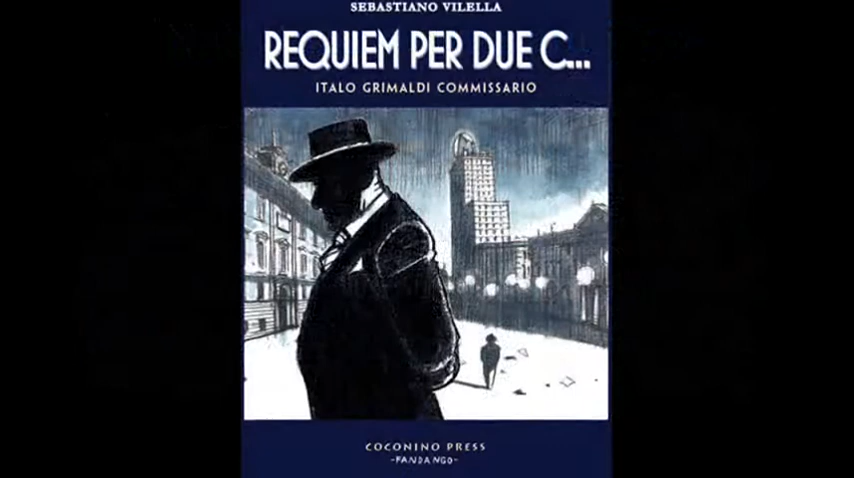 SEBASTIANO VILELLA
REQUIEM PER DUE C...
ITALO GRIMALDI COMMISSARIO
COCONINO PRESS
-FANDANGO-